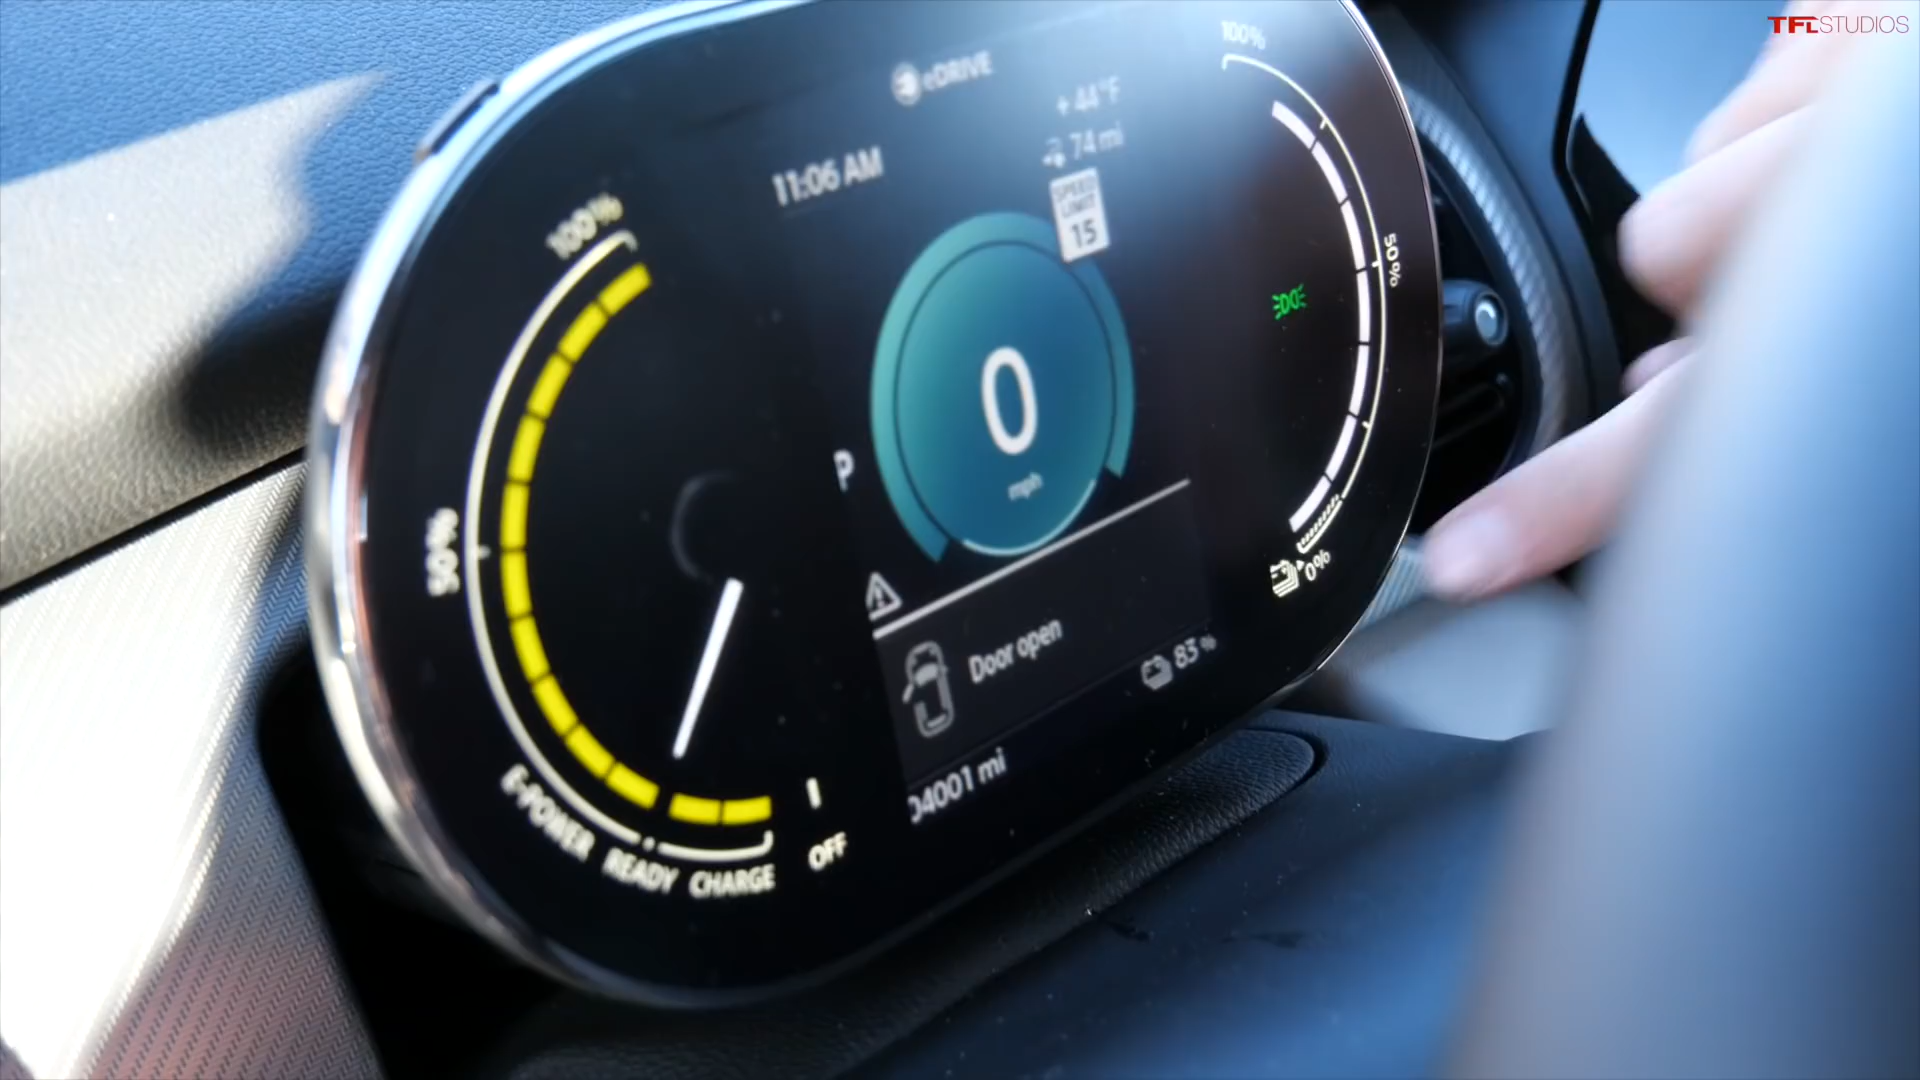 TFLSTUDIOS
eDRIVE
+44°F
11:06 AM
74 mi
SPEED
LIMIT
15
100%
50%
E-POWER READY CHARGE
OFF
P
0
mph
Door open
83 %
04001 mi
100%
50%
0%